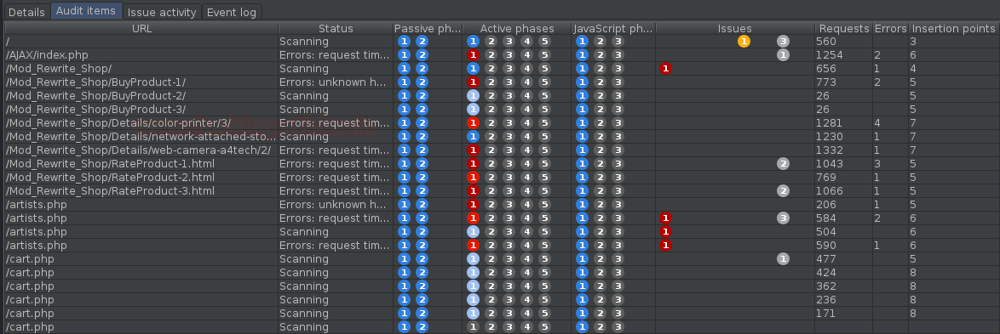 Details Audit items Issue activity Event log
URL Status Passive ph... Active phases JavaScript ph... Issues Requests Errors Insertion points
/ Scanning 1 2 1 2 3 4 5 1 2 3 1 3 560 3
/AJAX/index.php Errors: request tim... 1 2 1 2 3 4 5 1 2 3 1 1254 2 6
/Mod_Rewrite_Shop/ Scanning 1 2 1 2 3 4 5 1 2 3 1 656 1 4
/Mod_Rewrite_Shop/BuyProduct-1/ Errors: unknown h... 1 2 1 2 3 4 5 1 2 3 773 2 5
/Mod_Rewrite_Shop/BuyProduct-2/ Scanning 1 2 1 2 3 4 5 1 2 3 26 5
/Mod_Rewrite_Shop/BuyProduct-3/ Scanning 1 2 1 2 3 4 5 1 2 3 26 5
/Mod_Rewrite_Shop/Details/color-printer/3/ Errors: request tim... 1 2 1 2 3 4 5 1 2 3 1281 4 7
/Mod_Rewrite_Shop/Details/network-attached-sto... Scanning 1 2 1 2 3 4 5 1 2 3 1230 1 7
/Mod_Rewrite_Shop/Details/web-camera-a4tech/2/ Errors: request tim... 1 2 1 2 3 4 5 1 2 3 1332 1 7
/Mod_Rewrite_Shop/RateProduct-1.html Errors: request tim... 1 2 1 2 3 4 5 1 2 3 2 1043 3 5
/Mod_Rewrite_Shop/RateProduct-2.html Errors: request tim... 1 2 1 2 3 4 5 1 2 3 769 1 5
/Mod_Rewrite_Shop/RateProduct-3.html Errors: request tim... 1 2 1 2 3 4 5 1 2 3 2 1066 1 5
/artists.php Errors: unknown h... 1 2 1 2 3 4 5 1 2 3 206 1 5
/artists.php Errors: request tim... 1 2 1 2 3 4 5 1 2 3 1 3 584 2 6
/artists.php Scanning 1 2 1 2 3 4 5 1 2 3 1 504 6
/artists.php Errors: request tim... 1 2 1 2 3 4 5 1 2 3 1 590 1 6
/cart.php Scanning 1 2 1 2 3 4 5 1 2 3 1 477 5
/cart.php Scanning 1 2 1 2 3 4 5 1 2 3 424 8
/cart.php Scanning 1 2 1 2 3 4 5 1 2 3 362 8
/cart.php Scanning 1 2 1 2 3 4 5 1 2 3 236 8
/cart.php Scanning 1 2 1 2 3 4 5 1 2 3 171 8
/cart.php Scanning 1 2 1 2 3 4 5 1 2 3